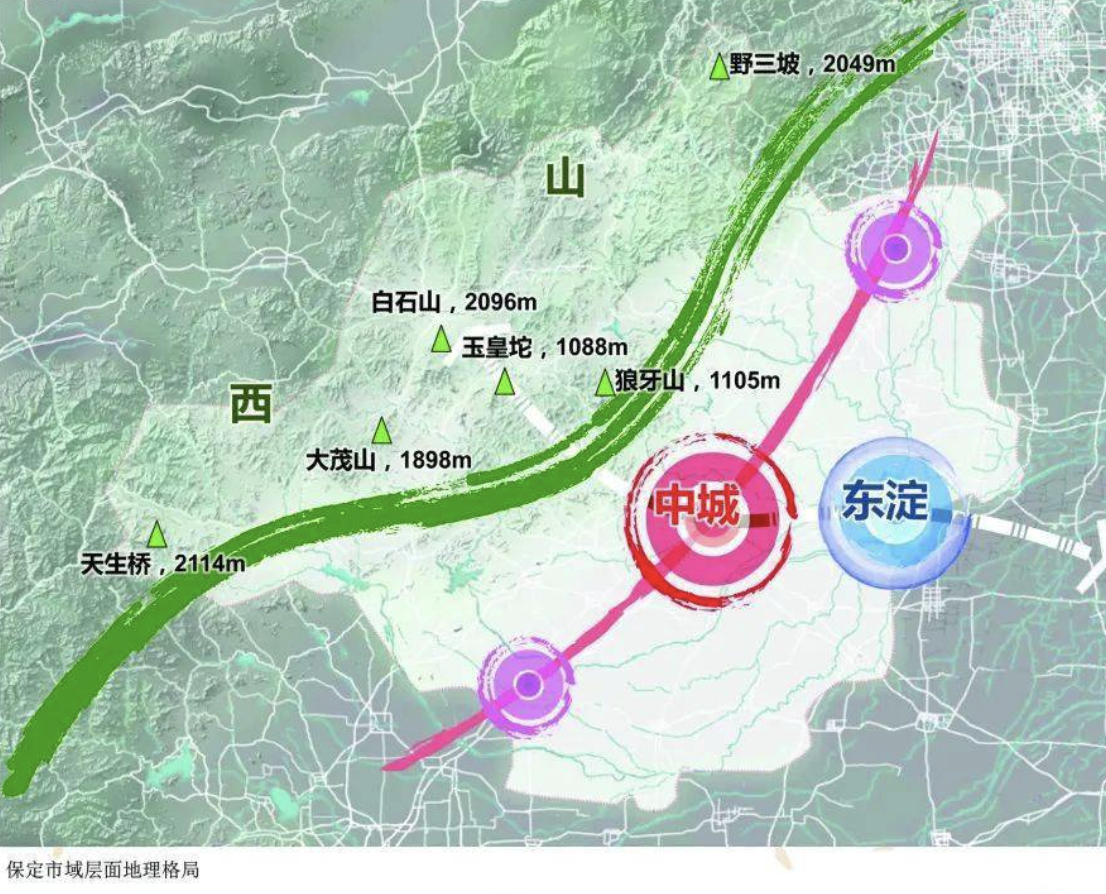 野三坡，2049m
山
白石山，2096m
玉皇坨，1088m
狼牙山，1105m
西
大茂山，1898m
中城
东淀
天生桥，2114m
保定市域层面地理格局